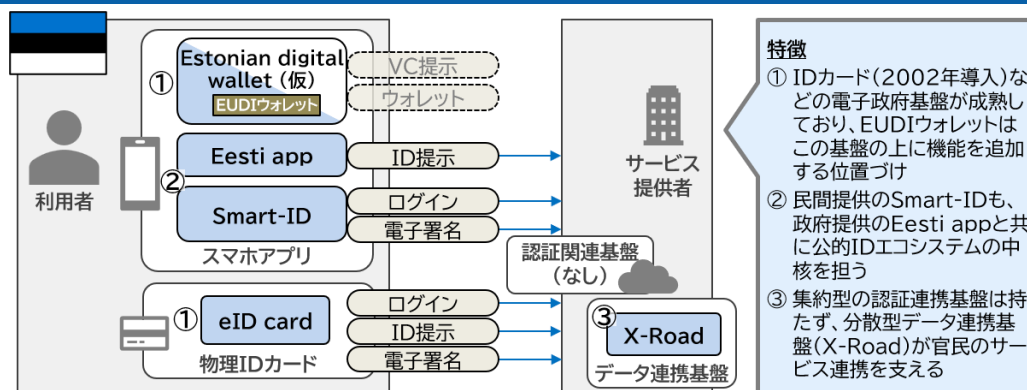 ①
Estonian digital
wallet (仮)
EUDIウォレット
VC提示
ウォレット
Eesti app
ID提示
②
Smart-ID
ログイン
電子署名
スマホアプリ
利用者
①
eID card
物理IDカード
ログイン
ID提示
電子署名
サービス
提供者
認証関連基盤
(なし)
③
X-Road
データ連携基盤
特徴
① IDカード(2002年導入)な
どの電子政府基盤が成熟し
ており、EUDIウォレットは
この基盤の上に機能を追加
する位置づけ
② 民間提供のSmart-IDも、
政府提供のEesti appと共
に公的IDエコシステムの中
核を担う
③ 集約型の認証連携基盤は持
たず、分散型データ連携基
盤(X-Road)が官民のサー
ビス連携を支える